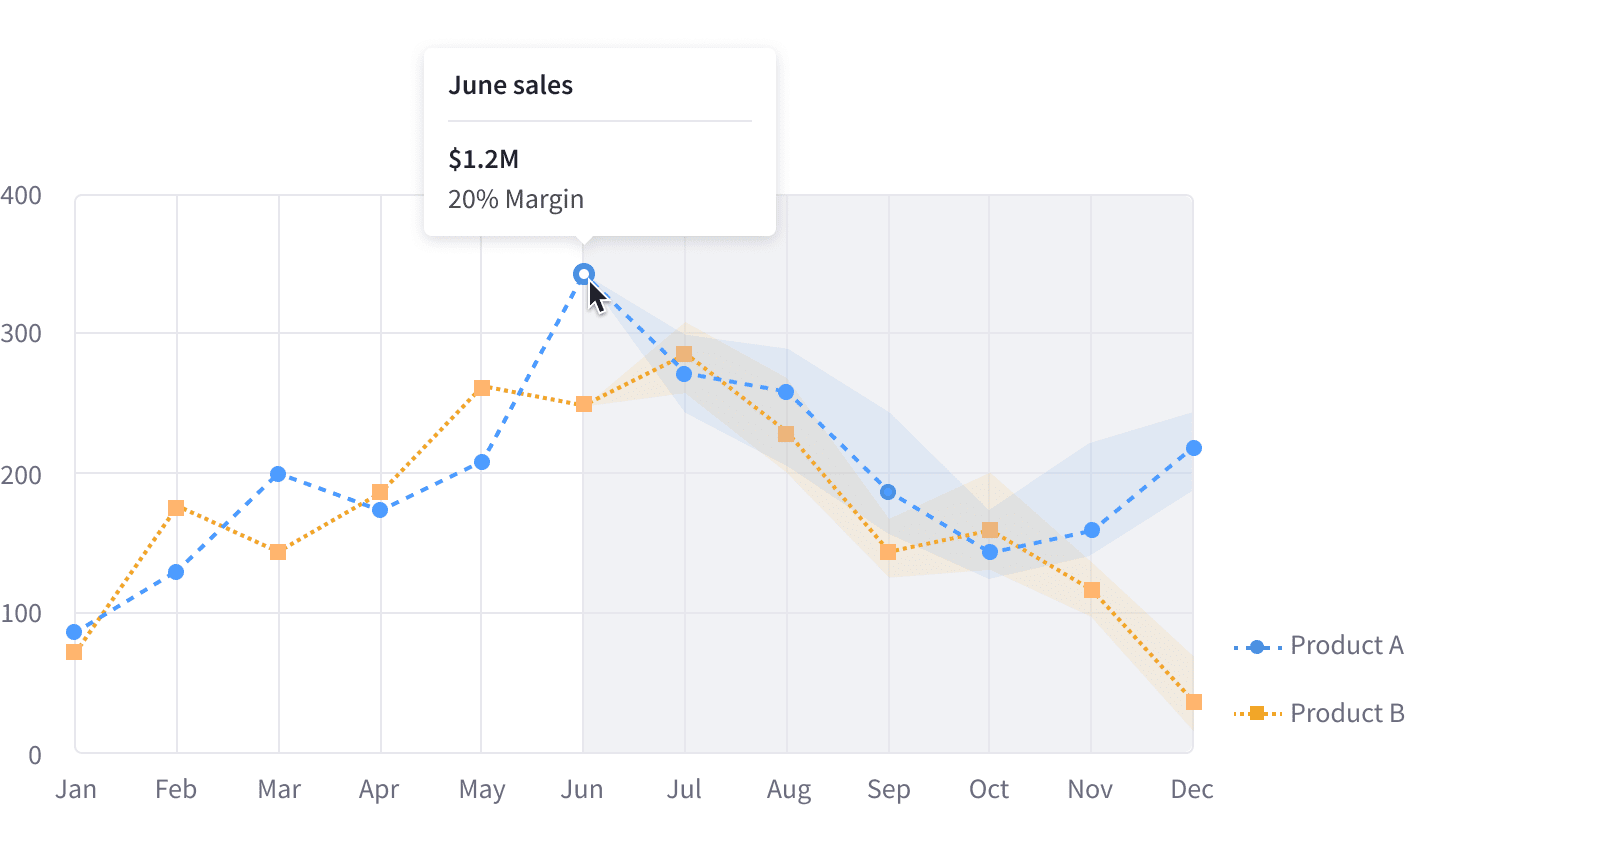 June sales
$1.2M
20% Margin
400
300
200
100
0
Jan Feb Mar Apr May Jun Jul Aug Sep Oct Nov Dec
Product A
Product B